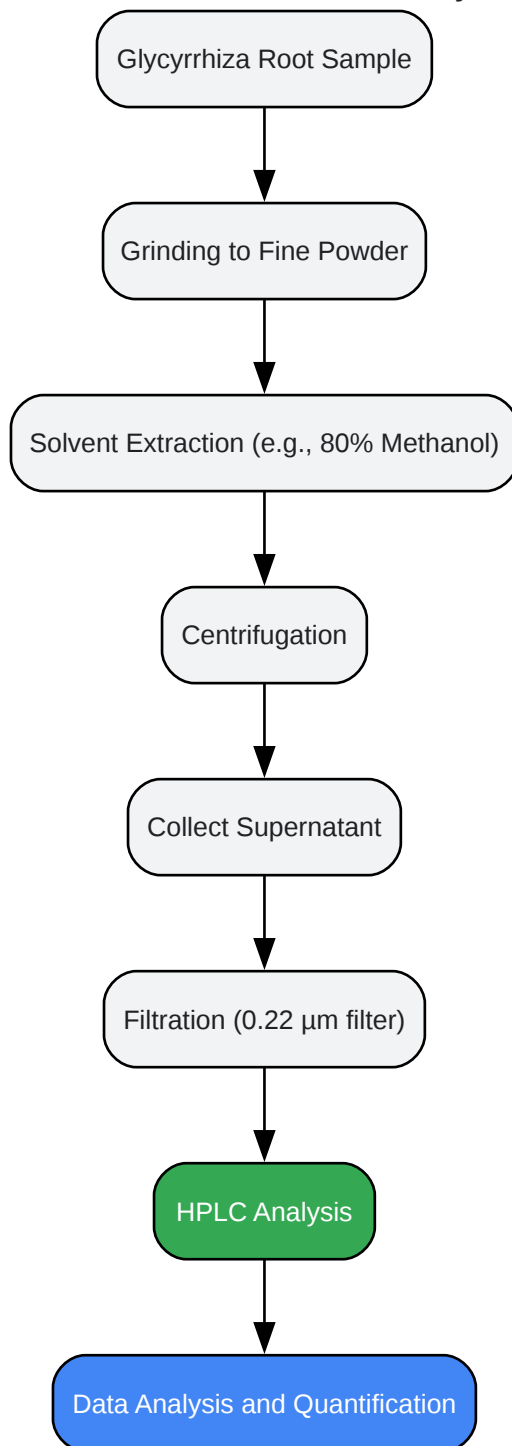 Glycyrrhiza Root Sample
Grinding to Fine Powder
Solvent Extraction (e.g., 80% Methanol)
Centrifugation
Collect Supernatant
Filtration (0.22 µm filter)
HPLC Analysis
Data Analysis and Quantification